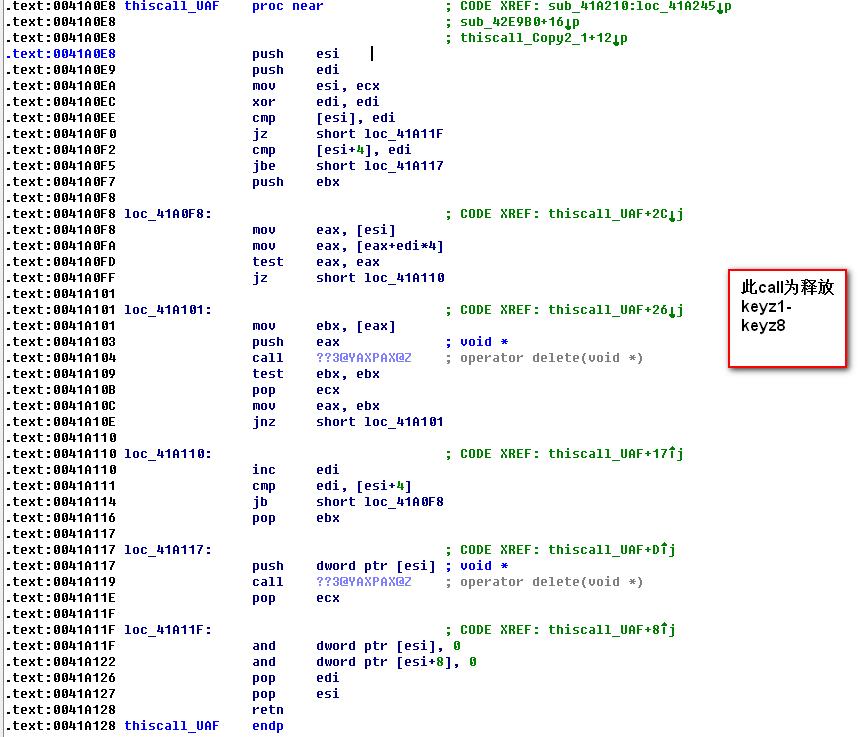 .text:0041A0E8 thiscall_UAF proc near ; CODE XREF: sub_41A210:loc_41A245↓p
.text:0041A0E8 ; sub_42E9B0+16↓p
.text:0041A0E8 ; thiscall_Copy2_1+12↓p
.text:0041A0E8 push esi
.text:0041A0E9 push edi
.text:0041A0EA mov esi, ecx
.text:0041A0EC xor edi, edi
.text:0041A0EE cmp [esi], edi
.text:0041A0F0 jz short loc_41A11F
.text:0041A0F2 cmp [esi+4], edi
.text:0041A0F5 jbe short loc_41A117
.text:0041A0F7 push ebx
.text:0041A0F8
.text:0041A0F8 loc_41A0F8: ; CODE XREF: thiscall_UAF+2C↓j
.text:0041A0F8 mov eax, [esi]
.text:0041A0FA mov eax, [eax+edi*4]
.text:0041A0FD test eax, eax
.text:0041A0FF jz short loc_41A110
.text:0041A101
.text:0041A101 loc_41A101: ; CODE XREF: thiscall_UAF+26↓j
.text:0041A101 mov ebx, [eax]
.text:0041A103 push eax ; void *
.text:0041A104 call ??3@YAXPAX@Z ; operator delete(void *)
.text:0041A109 test ebx, ebx
.text:0041A10B pop ecx
.text:0041A10C mov eax, ebx
.text:0041A10E jnz short loc_41A101
.text:0041A110
.text:0041A110 loc_41A110: ; CODE XREF: thiscall_UAF+17↑j
.text:0041A110 inc edi
.text:0041A111 cmp edi, [esi+4]
.text:0041A114 jb short loc_41A0F8
.text:0041A116 pop ebx
.text:0041A117
.text:0041A117 loc_41A117: ; CODE XREF: thiscall_UAF+D↑j
.text:0041A117 push dword ptr [esi] ; void *
.text:0041A119 call ??3@YAXPAX@Z ; operator delete(void *)
.text:0041A11E pop ecx
.text:0041A11F
.text:0041A11F loc_41A11F: ; CODE XREF: thiscall_UAF+8↑j
.text:0041A11F and dword ptr [esi], 0
.text:0041A122 and dword ptr [esi+8], 0
.text:0041A126 pop edi
.text:0041A127 pop esi
.text:0041A128 retn
.text:0041A128 thiscall_UAF endp
此call为释放
keyz1-
keyz8